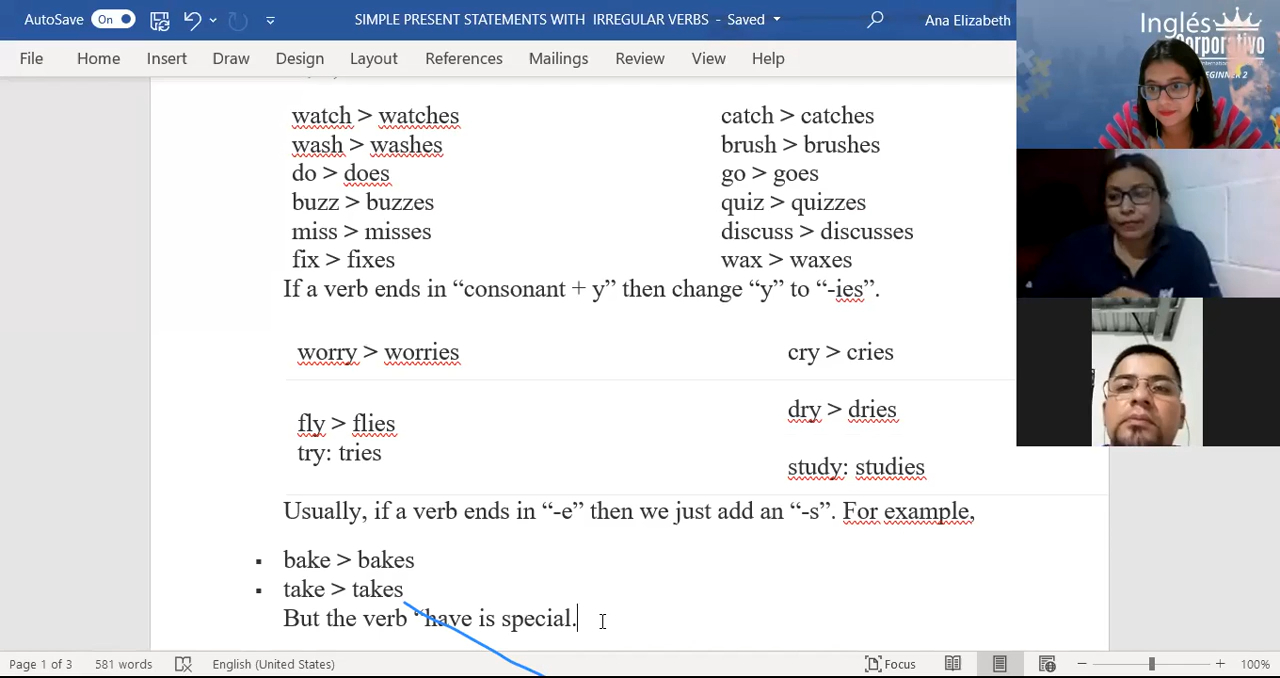 AutoSave On SIMPLE PRESENT STATEMENTS WITH IRREGULAR VERBS - Saved Ana Elizabeth
File Home Insert Draw Design Layout References Mailings Review View Help
Inglés
Corporativo
watch > watches catch > catches
wash > washes brush > brushes
do > does go > goes
buzz > buzzes quiz > quizzes
miss > misses discuss > discusses
fix > fixes wax > waxes
If a verb ends in “consonant + y” then change “y” to “-ies”.
worry > worries cry > cries
fly > flies dry > dries
try: tries study: studies
Usually, if a verb ends in “-e” then we just add an “-s”. For example,
▪ bake > bakes
▪ take > takes
But the verb “have is special.
Page 1 of 3 581 words English (United States) Focus 100%